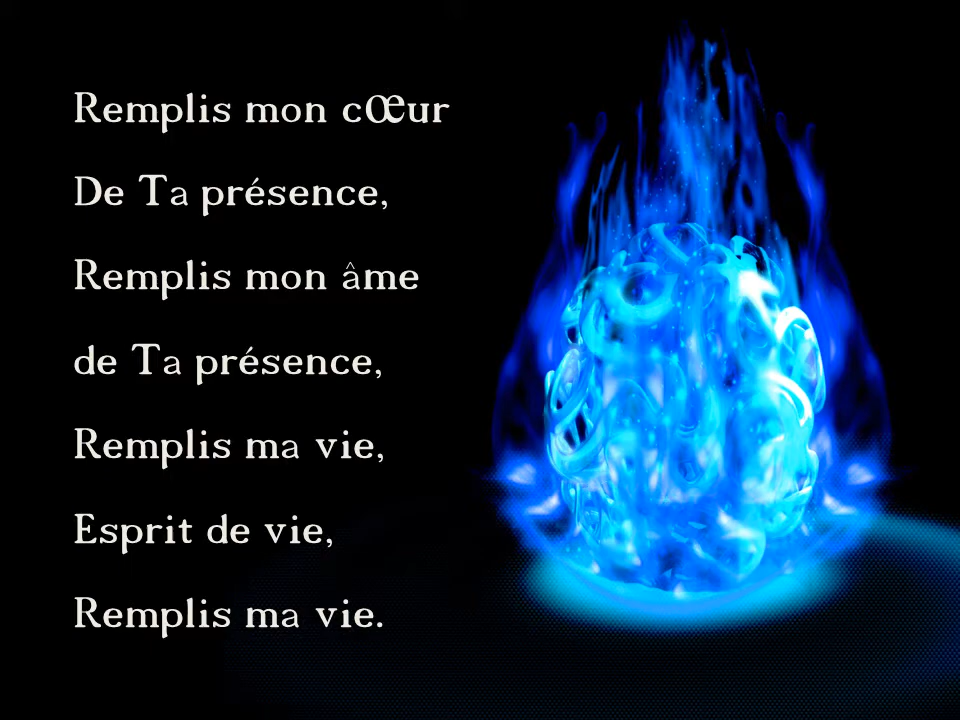 Remplis mon cœur
De Ta présence,
Remplis mon âme
de Ta présence,
Remplis ma vie,
Esprit de vie,
Remplis ma vie.